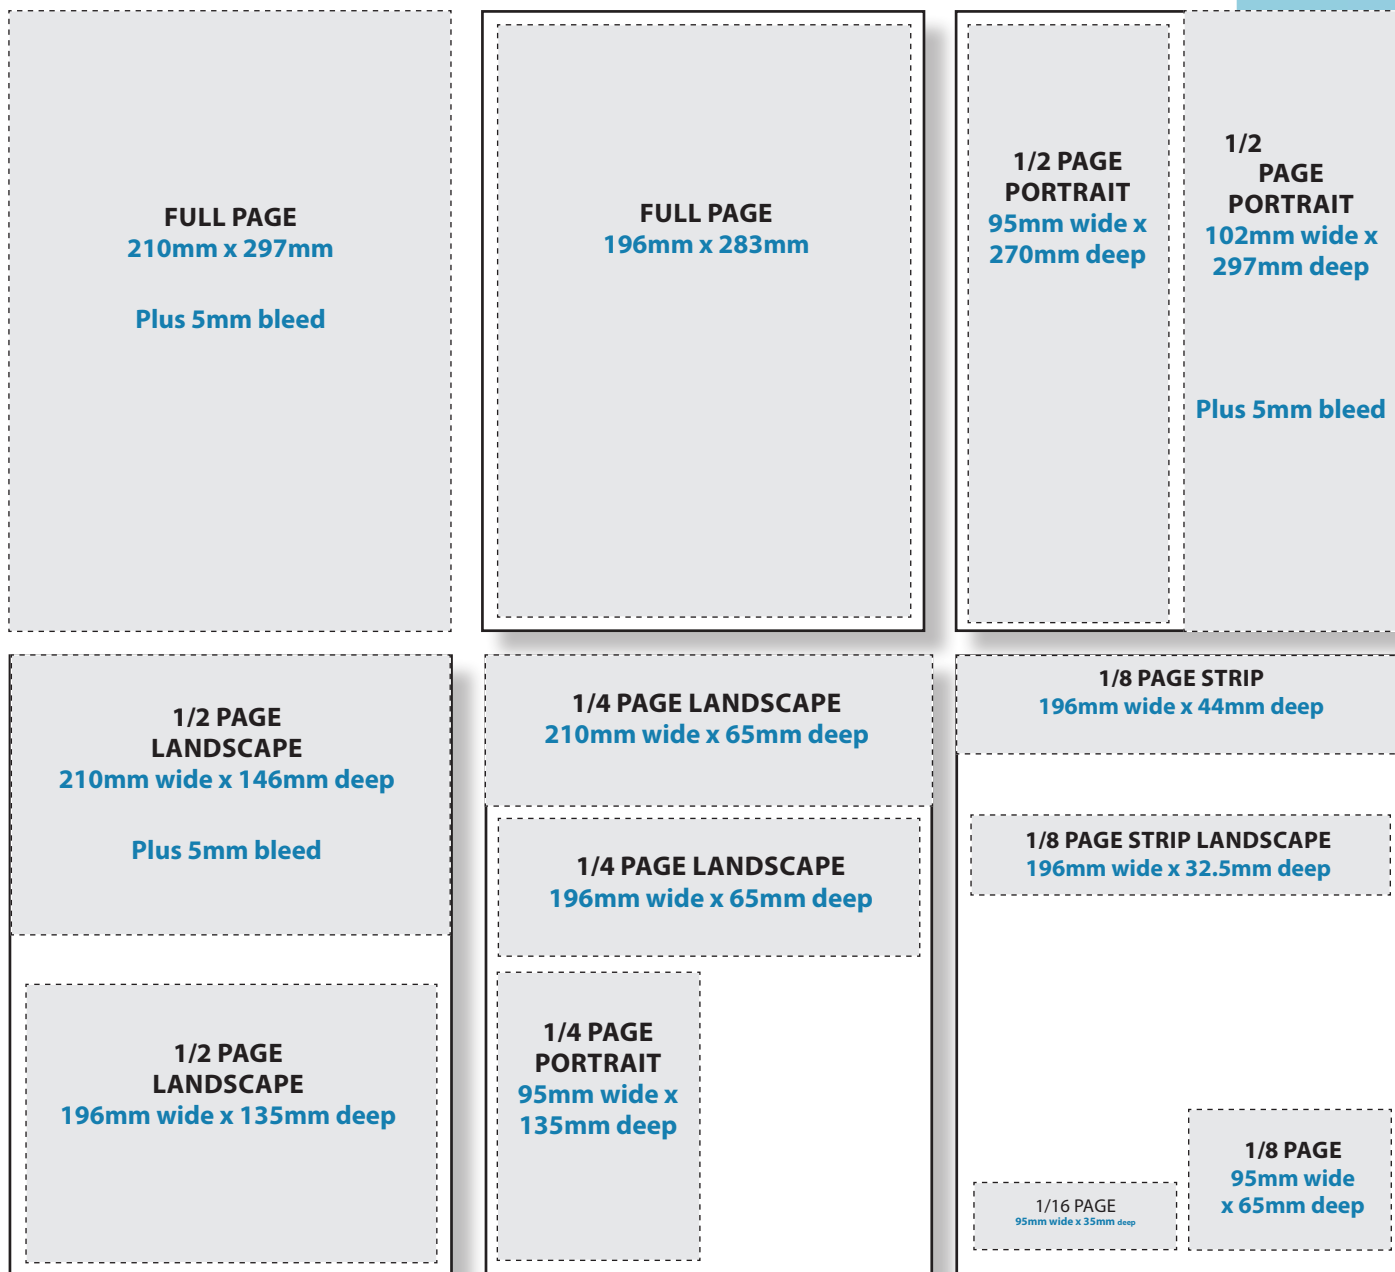 FULL PAGE
210mm x 297mm
Plus 5mm bleed
FULL PAGE
196mm x 283mm
1/2 PAGE
PORTRAIT
95mm wide x
270mm deep
1/2
PAGE
PORTRAIT
102mm wide x
297mm deep
Plus 5mm bleed
1/2 PAGE
LANDSCAPE
210mm wide x 146mm deep
Plus 5mm bleed
1/2 PAGE
LANDSCAPE
196mm wide x 135mm deep
1/4 PAGE LANDSCAPE
210mm wide x 65mm deep
1/4 PAGE LANDSCAPE
196mm wide x 65mm deep
1/4 PAGE
PORTRAIT
95mm wide x
135mm deep
1/8 PAGE STRIP
196mm wide x 44mm deep
1/8 PAGE STRIP LANDSCAPE
196mm wide x 32.5mm deep
1/16 PAGE
95mm wide x 35mm deep
1/8 PAGE
95mm wide
x 65mm deep